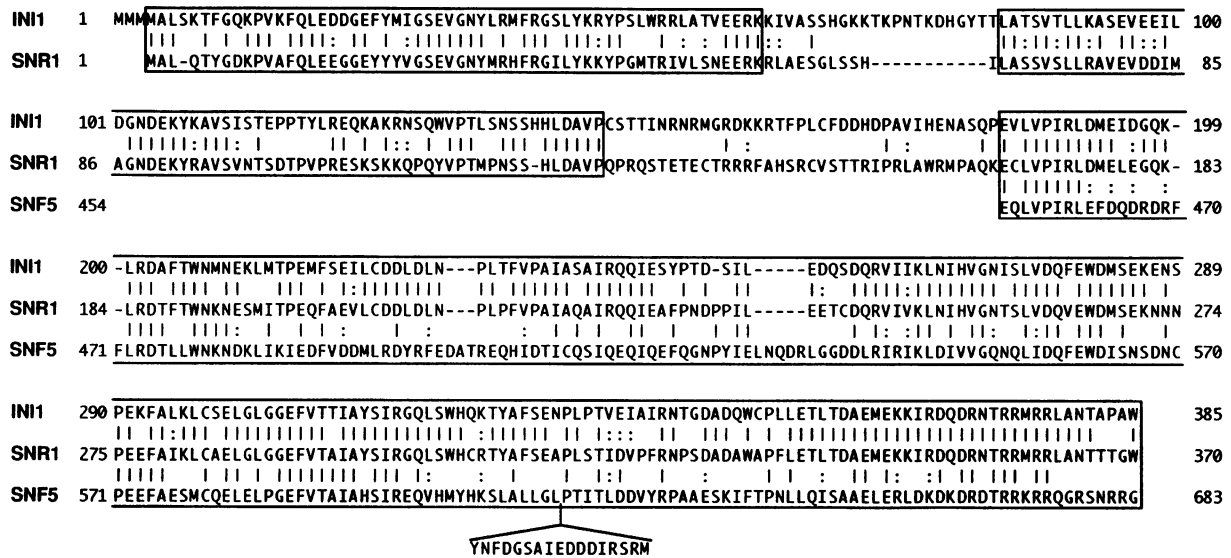 INI1 1 MMMMALSKTFGQKPVKFQLEDDGEFYMIGSEVGNYLRMFRGSLYKRYPSLWRRLATVEERKKIVASSHGKKTKPNTKDHGYTTLATSVTLLKASEVEEIL 100
SNR1 1 MAL-QTYGDKPVAFQLEEGGEYYYVGSEVGNYMRHFRGILYKKYPGMTRIVLSNEERKRLAESGLSSH-----------ILASSVSLLRAVEVDDIM 85
INI1 101 DGNDEKYKAVSISTEPPTYLREQKAKRNSQWVPTLSNSSHHLDAVPCSTTINRNRMGRDKKRTFPLCFDDHDPAVIHENASQPEVLVPIRLDMEIDGQK- 199
SNR1 86 AGNDEKYRAVSVNTSDTPVPRESKSKKQPQYVPTMPNSS-HLDAVPQPRQSTETECTRRRFAHSRCVSTTRIPRLAWRMPAQKECLVPIRLDMELEGQK- 183
SNF5 454 EQLVPIRLEFDQDRDRF 470
INI1 200 -LRDAFTWNMNEKLMTPEMFSEILCDDLDLN---PLTFVPAIASAIRQQIESYPTD-SIL-----EDQSDQRVIIKLNIHVGNISLVDQFEWDMSEKENS 289
SNR1 184 -LRDTFTWNKNESMITPEQFAEVLCDDLDLN---PLPFVPAIAQAIRQQIEAFPNDPPIL-----EETCDQRVIVKLNIHVGNTSLVDQVEWDMSEKNNN 274
SNF5 471 FLRDTLLWNKNDKLIKIEDFVDDMLRDYRFEDATREQHIDTICQSIQEQIQEFQGNPYIELNQDRLGGDDLRIRIKLDIVVGQNQLIDQFEWDISNSDNC 570
INI1 290 PEKFALKLCSELGLGGEFVTTIAYSIRGQLSWHQKTYAFSENPLPTVEIAIRNTGDADQWCPLLETLTDAEMEKKIRDQDRNTRRMRRLANTAPAW 385
SNR1 275 PEEFAIKLCAELGLGGEFVTAIAYSIRGQLSWHCRTYAFSEAPLSTIDVPFRNPSDADAWAPFLETLTDAEMEKKIRDQDRNTRRMRRLANTTTGW 370
SNF5 571 PEEFAESMCQELELPGEFVTAIAHSIREQVHMYHKSLALLGLPTITLDDVYRPAAESKIFTPNLLQISAAELERLDKDKDRDTRRKRRQGRSNRRG 683
YNFDGSAIEDDDIRSRM